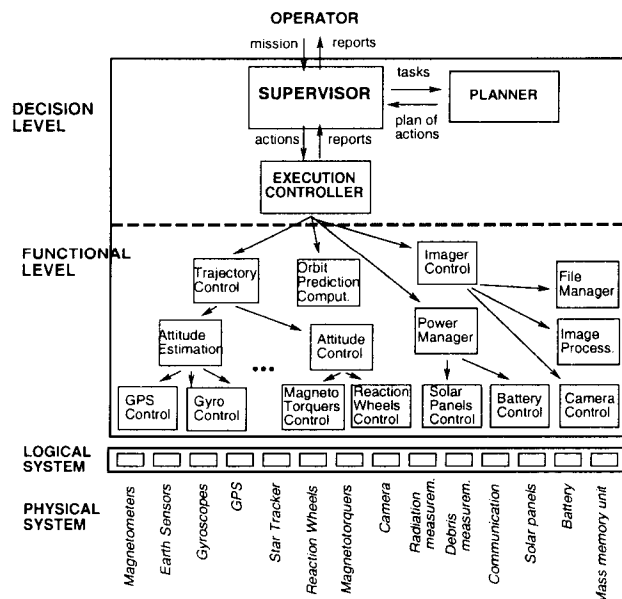 OPERATOR
mission
reports
DECISION
LEVEL
SUPERVISOR
tasks
PLANNER
plan of
actions
actions
reports
EXECUTION
CONTROLLER
FUNCTIONAL
LEVEL
Trajectory
Control
Orbit
Prediction
Comput.
Imager
Control
File
Manager
Attitude
Estimation
...
Attitude
Control
Power
Manager
Image
Process.
GPS
Control
Gyro
Control
Magneto
Torquers
Control
Reaction
Wheels
Control
Solar
Panels
Control
Battery
Control
Camera
Control
LOGICAL
SYSTEM
PHYSICAL
SYSTEM
Magnetometers
Earth Sensors
Gyroscopes
GPS
Star Tracker
Reaction Wheels
Magnetotorquers
Camera
Radiation
measurem.
Debris
measurem.
Communication
Solar panels
Battery
Mass memory unit